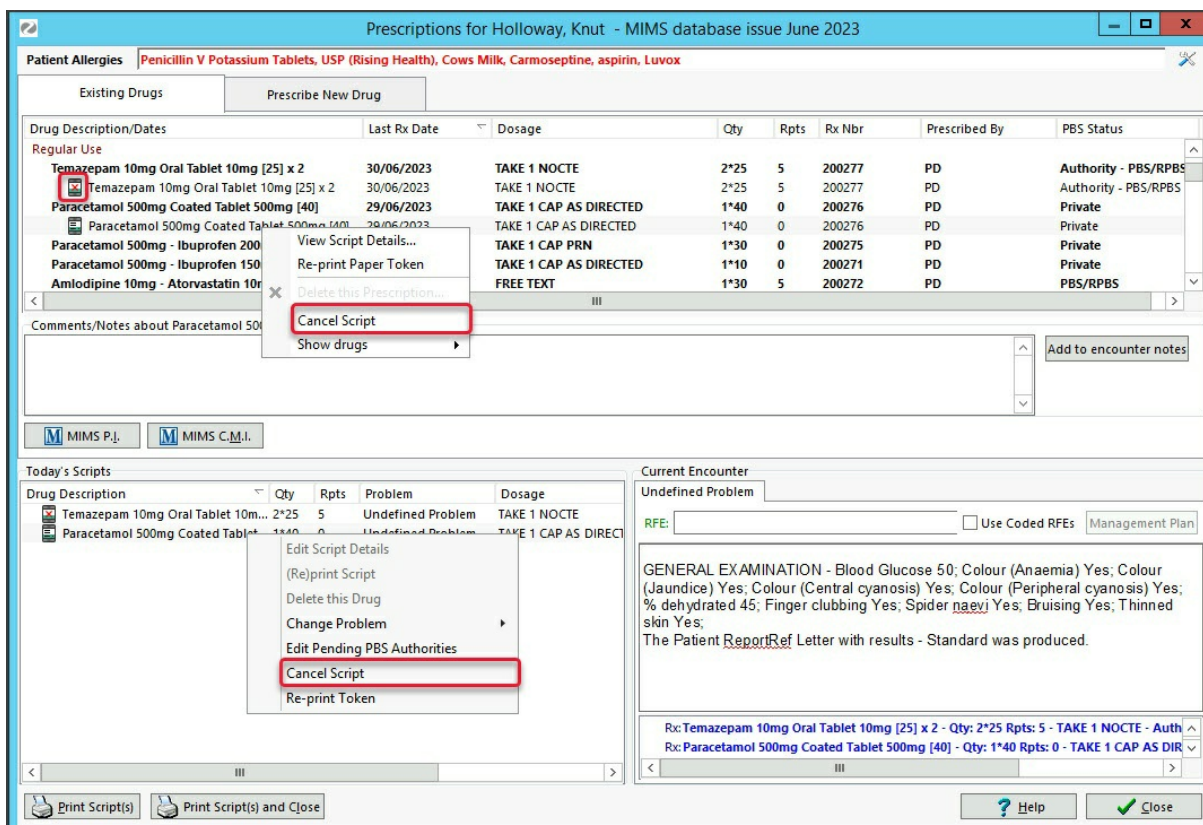 Prescriptions for Holloway, Knut - MIMS database issue June 2023
Patient Allergies Penicillin V Potassium Tablets, USP (Rising Health), Cows Milk, Carmoseptine, aspirin, Luvox
Existing Drugs Prescribe New Drug
Drug Description/Dates Last Rx Date Dosage Qty Rpts Rx Nbr Prescribed By PBS Status
Regular Use
Temazepam 10mg Oral Tablet 10mg [25] x 2 30/06/2023 TAKE 1 NOCTE 2*25 5 200277 PD Authority - PBS/RPBS
Temazepam 10mg Oral Tablet 10mg [25] x 2 30/06/2023 TAKE 1 NOCTE 2*25 5 200277 PD Authority - PBS/RPBS
Paracetamol 500mg Coated Tablet 500mg [40] 29/06/2023 TAKE 1 CAP AS DIRECTED 1*40 0 200276 PD Private
Paracetamol 500mg Coated Tablet 500mg [40] 29/06/2023 TAKE 1 CAP AS DIRECTED 1*40 0 200276 PD Private
Paracetamol 500mg - Ibuprofen 200 TAKE 1 CAP PRN 1*30 0 200275 PD Private
Paracetamol 500mg - Ibuprofen 150 TAKE 1 CAP AS DIRECTED 1*10 0 200271 PD Private
Amlodipine 10mg - Atorvastatin 10 FREE TEXT 1*30 5 200272 PD PBS/RPBS
View Script Details...
Re-print Paper Token
Delete this Prescription...
Cancel Script
Show drugs
Comments/Notes about Paracetamol 50
Add to encounter notes
MIMS P.I. MIMS C.M.I.
Today's Scripts
Drug Description Qty Rpts Problem Dosage
Temazepam 10mg Oral Tablet 10m... 2*25 5 Undefined Problem TAKE 1 NOCTE
Paracetamol 500mg Coated Tablet... 1*40 0 Undefined Problem TAKE 1 CAP AS DIRECT
Edit Script Details
(Re)print Script
Delete this Drug
Change Problem
Edit Pending PBS Authorities
Cancel Script
Re-print Token
Current Encounter
Undefined Problem
RFE: Use Coded RFEs Management Plan
GENERAL EXAMINATION - Blood Glucose 50; Colour (Anaemia) Yes; Colour
(Jaundice) Yes; Colour (Central cyanosis) Yes; Colour (Peripheral cyanosis) Yes;
% dehydrated 45; Finger clubbing Yes; Spider naevi Yes; Bruising Yes; Thinned
skin Yes;
The Patient ReportRef Letter with results - Standard was produced.
Rx: Temazepam 10mg Oral Tablet 10mg [25] x 2 - Qty: 2*25 Rpts: 5 - TAKE 1 NOCTE - Auth
Rx: Paracetamol 500mg Coated Tablet 500mg [40] - Qty: 1*40 Rpts: 0 - TAKE 1 CAP AS DIR
Print Script(s) Print Script(s) and Close Help Close